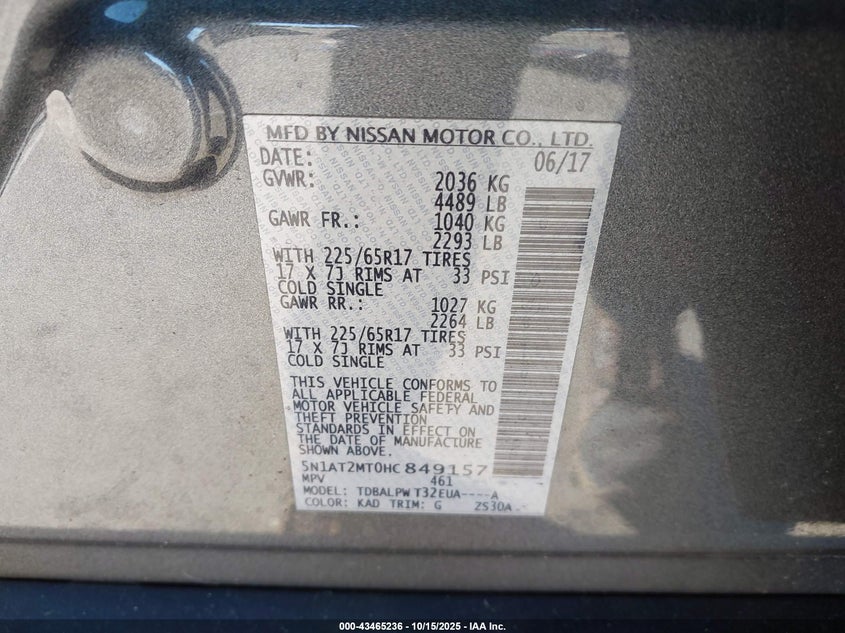 MFD BY NISSAN MOTOR CO., LTD.
DATE: 06/17
GVWR: 2036 KG
4489 LB
GAWR FR.: 1040 KG
2293 LB
WITH 225/65R17 TIRES
17 X 7J RIMS AT 33 PSI
COLD SINGLE
GAWR RR.: 1027 KG
2264 LB
WITH 225/65R17 TIRES
17 X 7J RIMS AT 33 PSI
COLD SINGLE
THIS VEHICLE CONFORMS TO
ALL APPLICABLE FEDERAL
MOTOR VEHICLE SAFETY AND
THEFT PREVENTION
STANDARDS IN EFFECT ON
THE DATE OF MANUFACTURE
SHOWN ABOVE.
5N1AT2MT0HC849157
MPV 461
MODEL: TDBALPW T32EUA----A
COLOR: KAD TRIM: G ZS30A
000-43465236 - 10/15/2025 - IAA Inc.